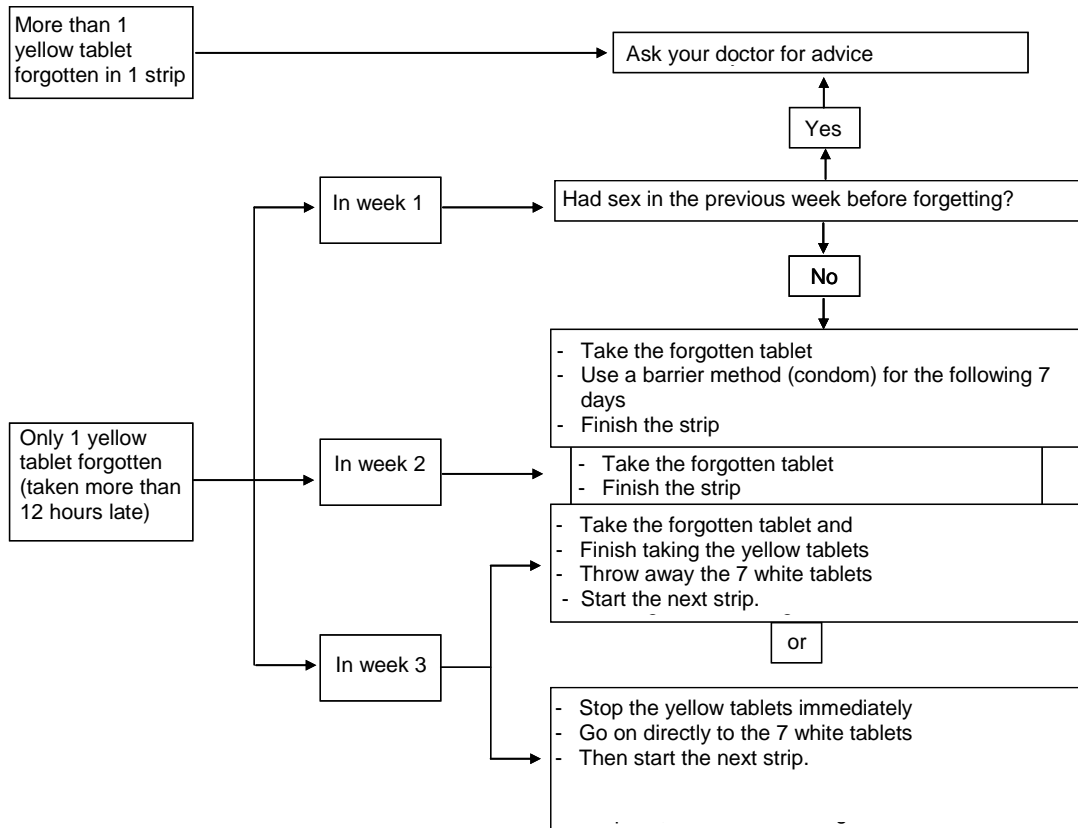 More than 1
yellow tablet
forgotten in 1 strip
Ask your doctor for advice
Yes
In week 1
Had sex in the previous week before forgetting?
No
- Take the forgotten tablet
- Use a barrier method (condom) for the following 7
days
- Finish the strip
Only 1 yellow
tablet forgotten
(taken more than
12 hours late)
In week 2
- Take the forgotten tablet
- Finish the strip
- Take the forgotten tablet and
- Finish taking the yellow tablets
- Throw away the 7 white tablets
- Start the next strip.
or
In week 3
- Stop the yellow tablets immediately
- Go on directly to the 7 white tablets
- Then start the next strip.